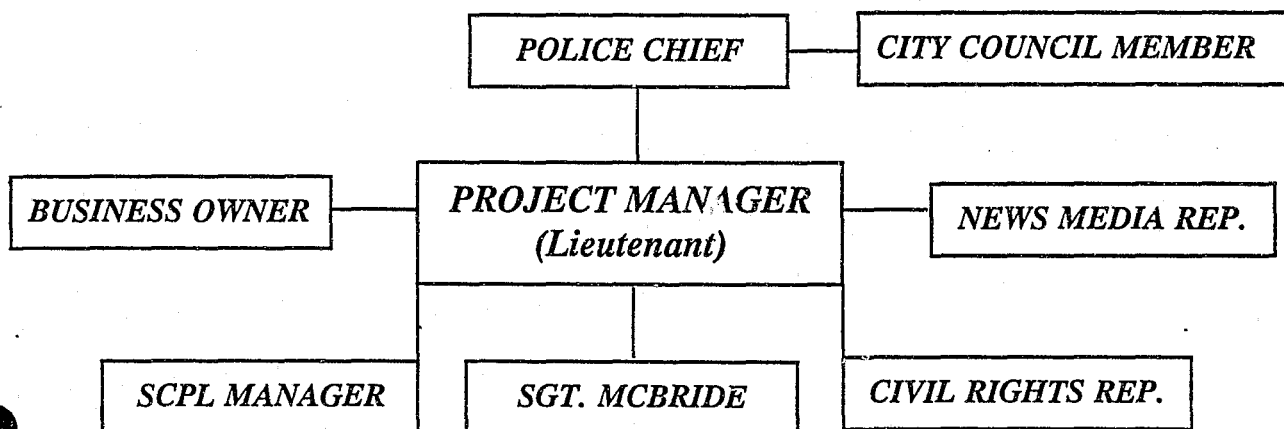 POLICE CHIEF
CITY COUNCIL MEMBER
BUSINESS OWNER
PROJECT MANAGER
(Lieutenant)
NEWS MEDIA REP.
SCPL MANAGER
SGT. MCBRIDE
CIVIL RIGHTS REP.